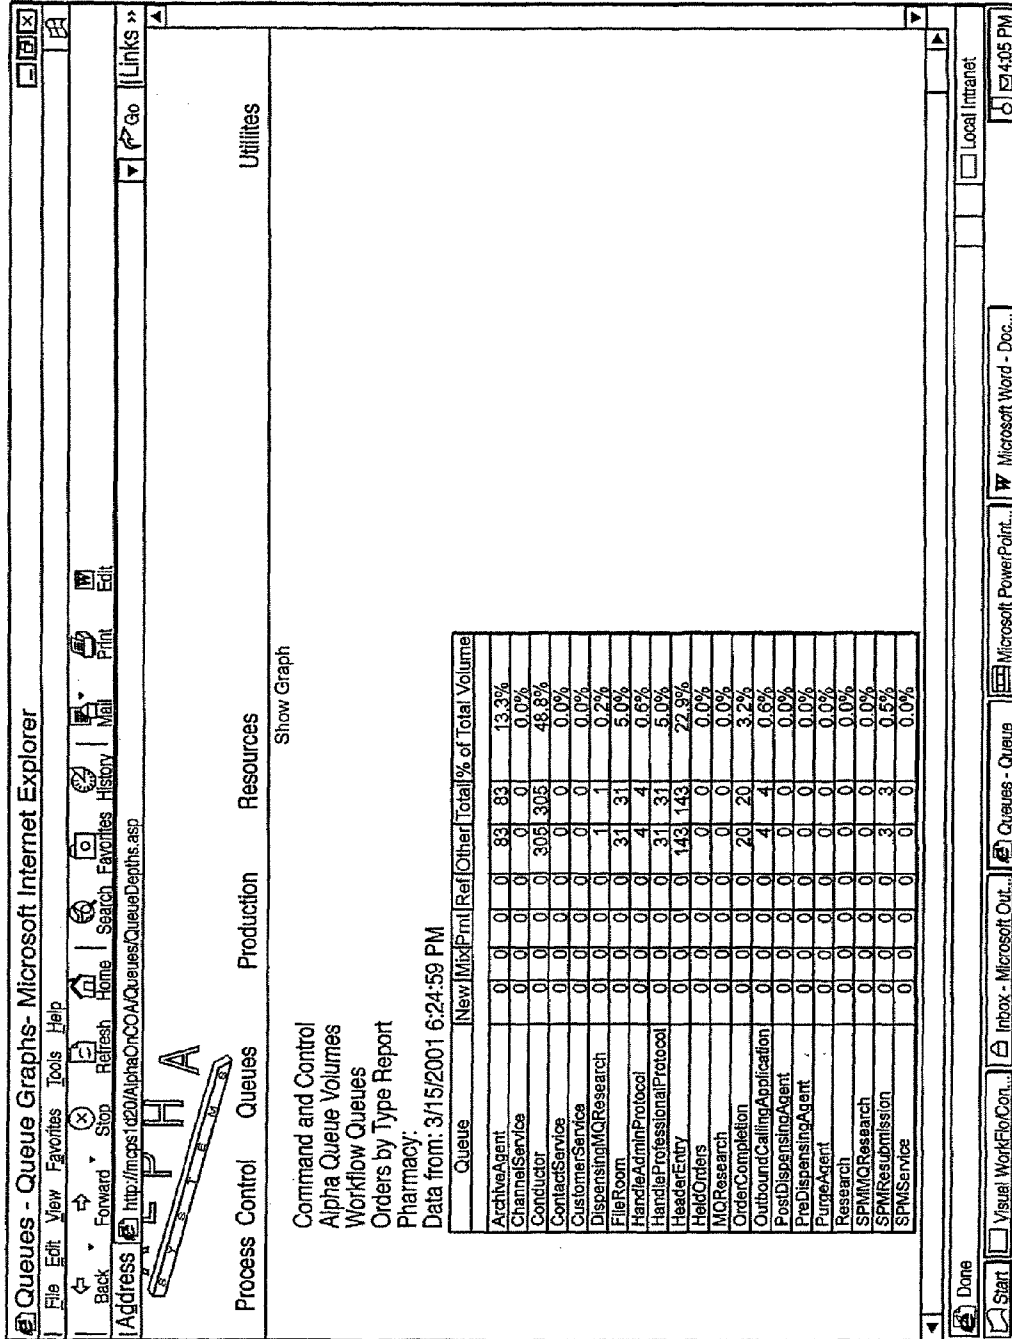 Queues - Queue Graphs- Microsoft Internet Explorer
File Edit View Favorites Tools Help
Back Forward Stop Refresh Home Search Favorites History Mail Print Edit
Address http://mcps1d20/AlphaOnCOA/Queues/QueueDepths.asp Go Links »
L P H A
S Y S T E M S
Process Control Queues Production Resources Utilites
Show Graph
Command and Control
Alpha Queue Volumes
Workflow Queues
Orders by Type Report
Pharmacy:
Data from: 3/15/2001 6:24:59 PM
Queue New Mix Prnt Ref Other Total % of Total Volume
ArchiveAgent 0 0 0 0 83 83 13.3%
ChannelService 0 0 0 0 0 0 0.0%
Conductor 0 0 0 0 305 305 48.8%
ContactService 0 0 0 0 0 0 0.0%
CustomerService 0 0 0 0 0 0 0.0%
DispensingMQResearch 0 0 0 0 1 1 0.2%
FileRoom 0 0 0 0 31 31 5.0%
HandleAdminProtocol 0 0 0 0 4 4 0.6%
HandleProfessionalProtocol 0 0 0 0 31 31 5.0%
HeaderEntry 0 0 0 0 143 143 22.9%
HeldOrders 0 0 0 0 0 0 0.0%
MQResearch 0 0 0 0 0 0 0.0%
OrderCompletion 0 0 0 0 20 20 3.2%
OutboundCallingApplication 0 0 0 0 4 4 0.6%
PostDispensingAgent 0 0 0 0 0 0 0.0%
PreDispensingAgent 0 0 0 0 0 0 0.0%
PurgeAgent 0 0 0 0 0 0 0.0%
Research 0 0 0 0 0 0 0.0%
SPMMQResearch 0 0 0 0 0 0 0.0%
SPMResubmission 0 0 0 0 3 3 0.5%
SPMService 0 0 0 0 0 0 0.0%
Done Local Intranet
Start Visual WorkFlo/Con... Inbox - Microsoft Out... Queues - Queue Microsoft PowerPoint... W Microsoft Word - Doc... 4:05 PM